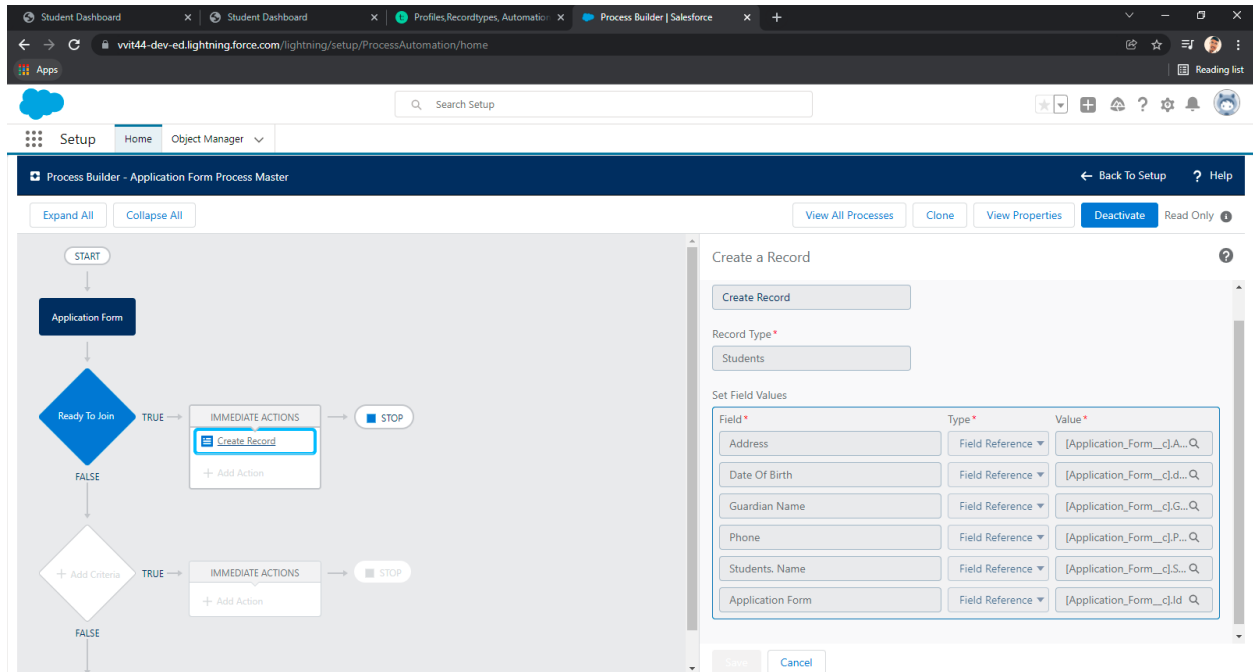 Student Dashboard
Student Dashboard
Profiles,Recordtypes, Automation
Process Builder | Salesforce
vvit44-dev-ed.lightning.force.com/lightning/setup/ProcessAutomation/home
Apps
Reading list
Search Setup
Setup
Home
Object Manager
Process Builder - Application Form Process Master
Back To Setup
? Help
Expand All
Collapse All
View All Processes
Clone
View Properties
Deactivate
Read Only
START
Application Form
Ready To Join
TRUE
IMMEDIATE ACTIONS
STOP
Create Record
+ Add Action
FALSE
+ Add Criteria
TRUE
IMMEDIATE ACTIONS
STOP
+ Add Action
FALSE
Create a Record
Create Record
Record Type*
Students
Set Field Values
Field* Type* Value*
Address Field Reference [Application_Form__c].A...
Date Of Birth Field Reference [Application_Form__c].d...
Guardian Name Field Reference [Application_Form__c].G...
Phone Field Reference [Application_Form__c].P...
Students. Name Field Reference [Application_Form__c].S...
Application Form Field Reference [Application_Form__c].Id
Save
Cancel